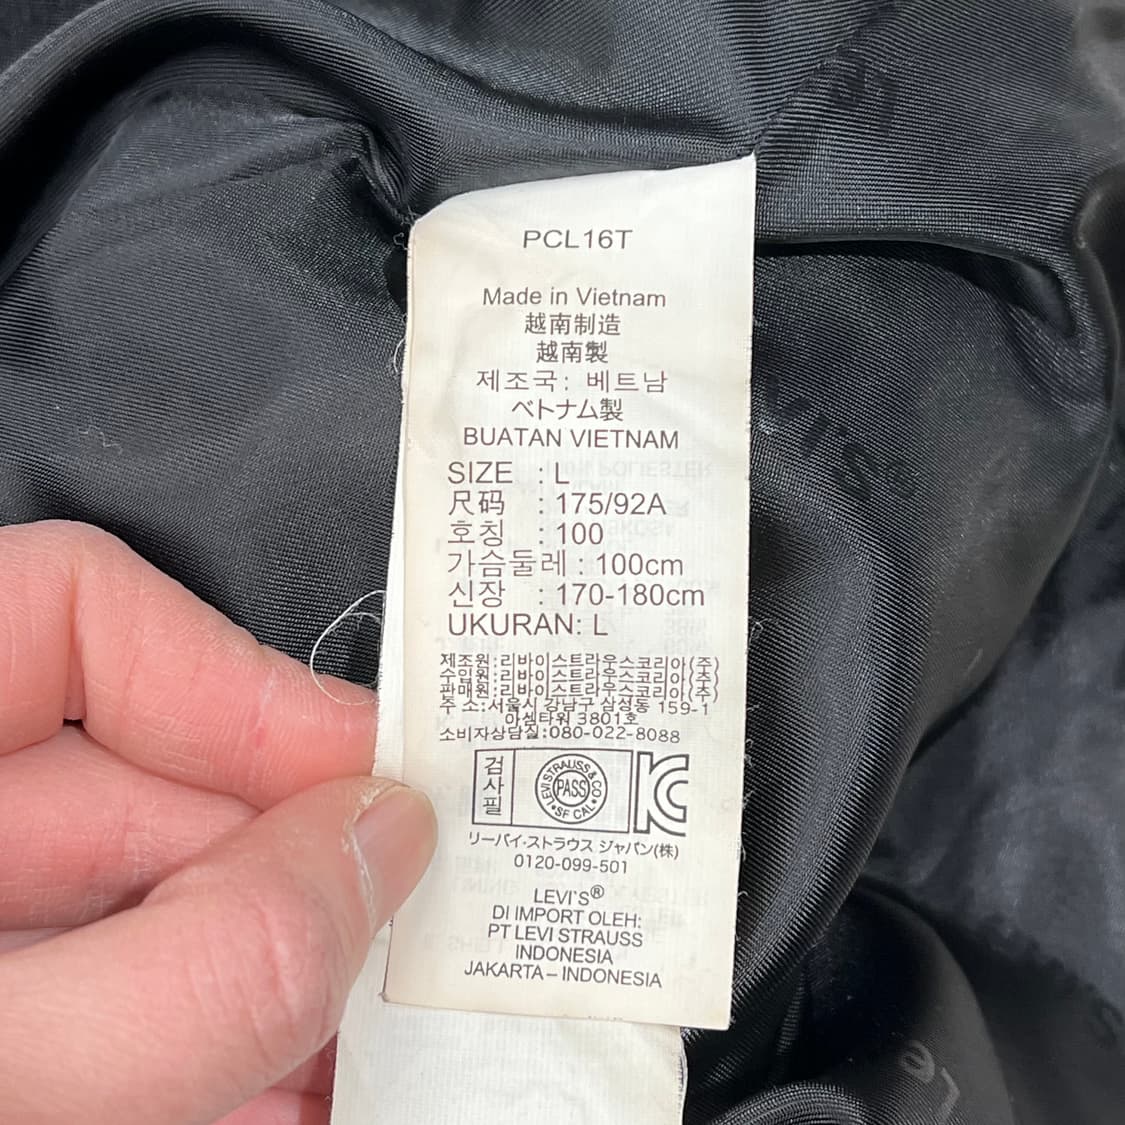 PCL16T
Made in Vietnam
越南制造
越南製
제조국: 베트남
ベトナム製
BUATAN VIETNAM
SIZE : L
尺码 : 175/92A
호칭 : 100
가슴둘레 : 100cm
신장 : 170-180cm
UKURAN: L
제조원:리바이스트라우스코리아(주)
수입원:리바이스트라우스코리아(주)
판매원:리바이스트라우스코리아(주)
주 소:서울시 강남구 삼성동 159-1
아셈타워 3801호
소비자상담실:080-022-8088
검사필
LEVI STRAUSS & CO
PASS
SF CAL
KC
リーバイ·ストラウス ジャパン(株)
0120-099-501
LEVI'S®
DI IMPORT OLEH:
PT LEVI STRAUSS
INDONESIA
JAKARTA – INDONESIA